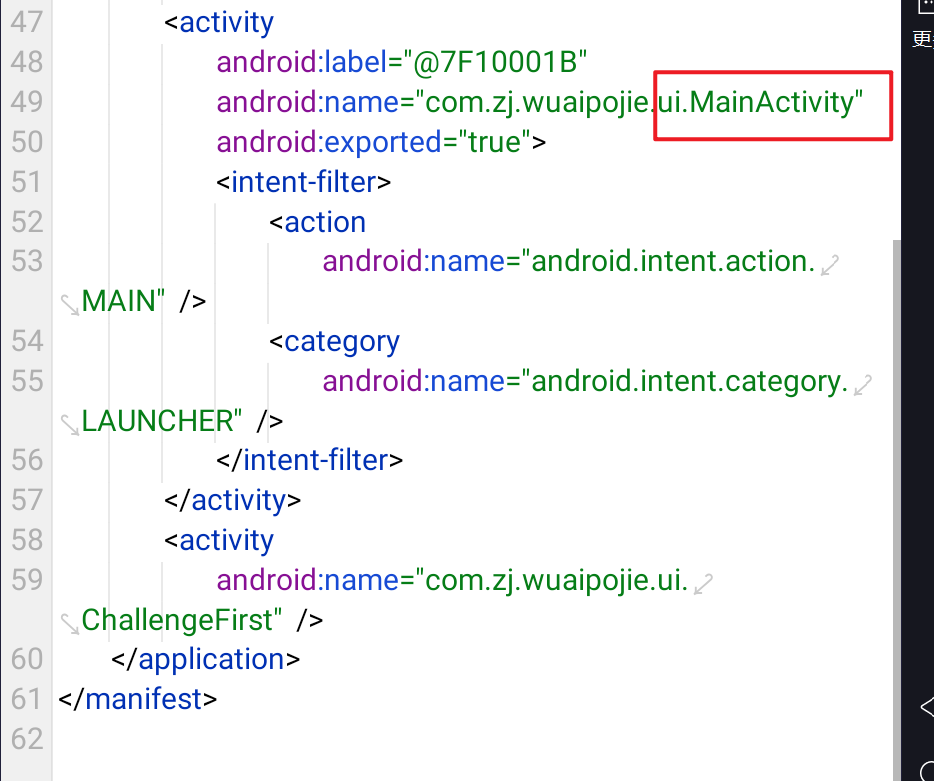 47 <activity
48 android:label="@7F10001B"
49 android:name="com.zj.wuaipojie.ui.MainActivity"
50 android:exported="true">
51 <intent-filter>
52 <action
53 android:name="android.intent.action.
MAIN" />
54 <category
55 android:name="android.intent.category.
LAUNCHER" />
56 </intent-filter>
57 </activity>
58 <activity
59 android:name="com.zj.wuaipojie.ui.
ChallengeFirst" />
60 </application>
61 </manifest>
62
更